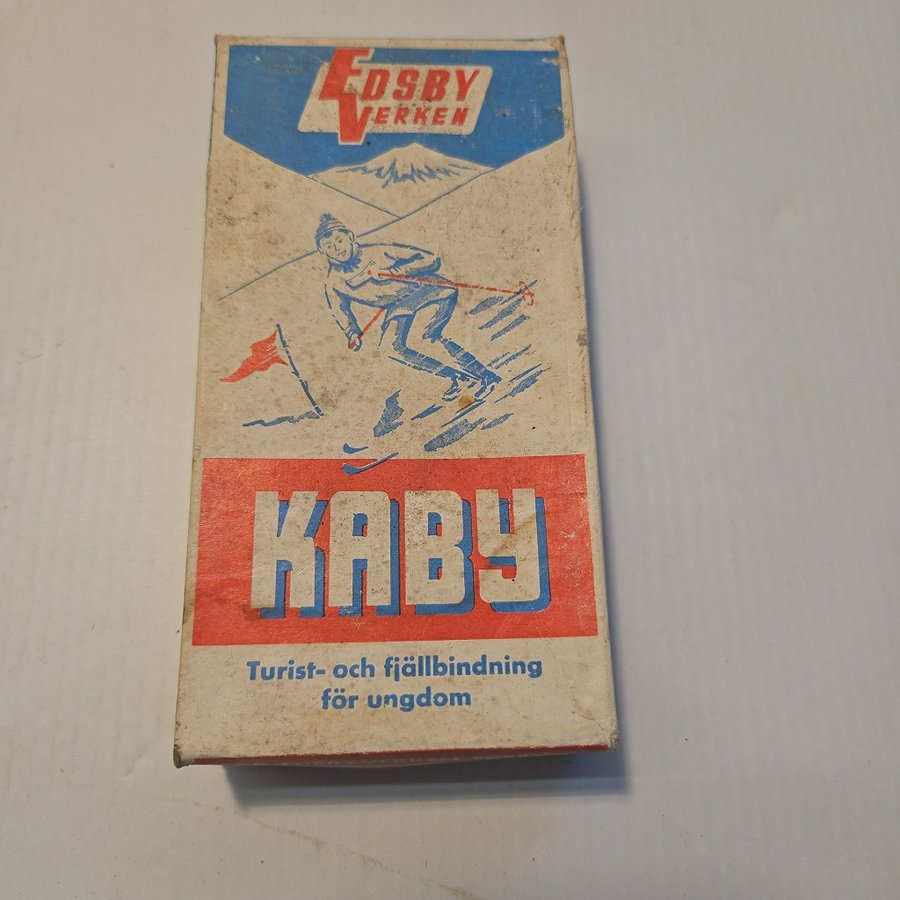 EDSBY
VERKEN
KABY
Turist- och fjällbindning
för ungdom